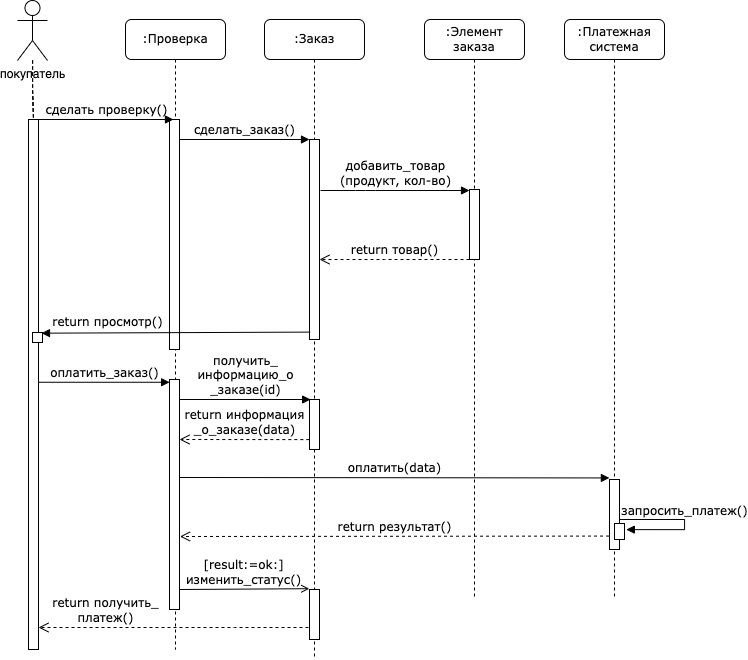 :Проверка
:Заказ
:Элемент
заказа
:Платежная
система
покупатель
сделать проверку()
сделать_заказ()
добавить_товар
(продукт, кол-во)
return товар()
return просмотр()
оплатить_заказ()
получить_
информацию_о
_заказе(id)
return информация
_о_заказе(data)
оплатить(data)
запросить_платеж()
return результат()
[result:=ok:]
изменить_статус()
return получить_
платеж()